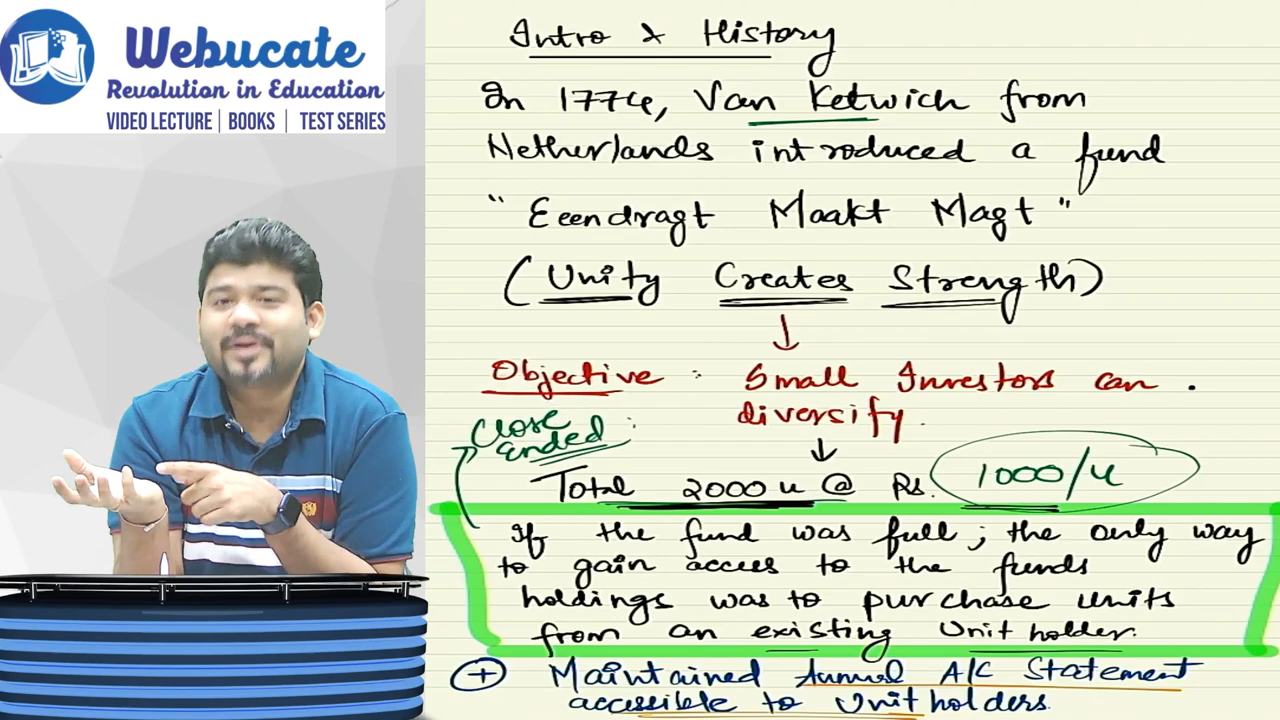 Webucate
Revolution in Education
VIDEO LECTURE | BOOKS | TEST SERIES
Intro & History
In 1774, Van Ketwich from
Netherlands introduced a fund
"Eeendragt Maakt Magt"
(Unity Creates Strength)
Objective : Small Investors can .
diversify.
Close
Ended :
Total 2000 u @ Rs. 1000/u
If the fund was full ; the only way
to gain acces to the funds
holdings was to purchase units
from an existing Unit holder.
+ Maintained Annual A/C Statement
accessible to Unit holders.